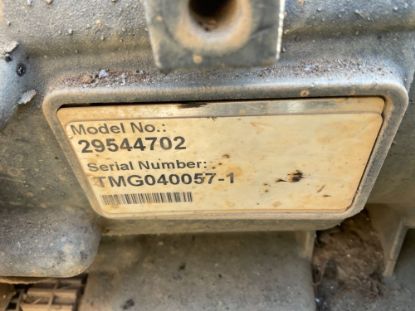 Model No.:
29544702
Serial Number:
TMG040057-1